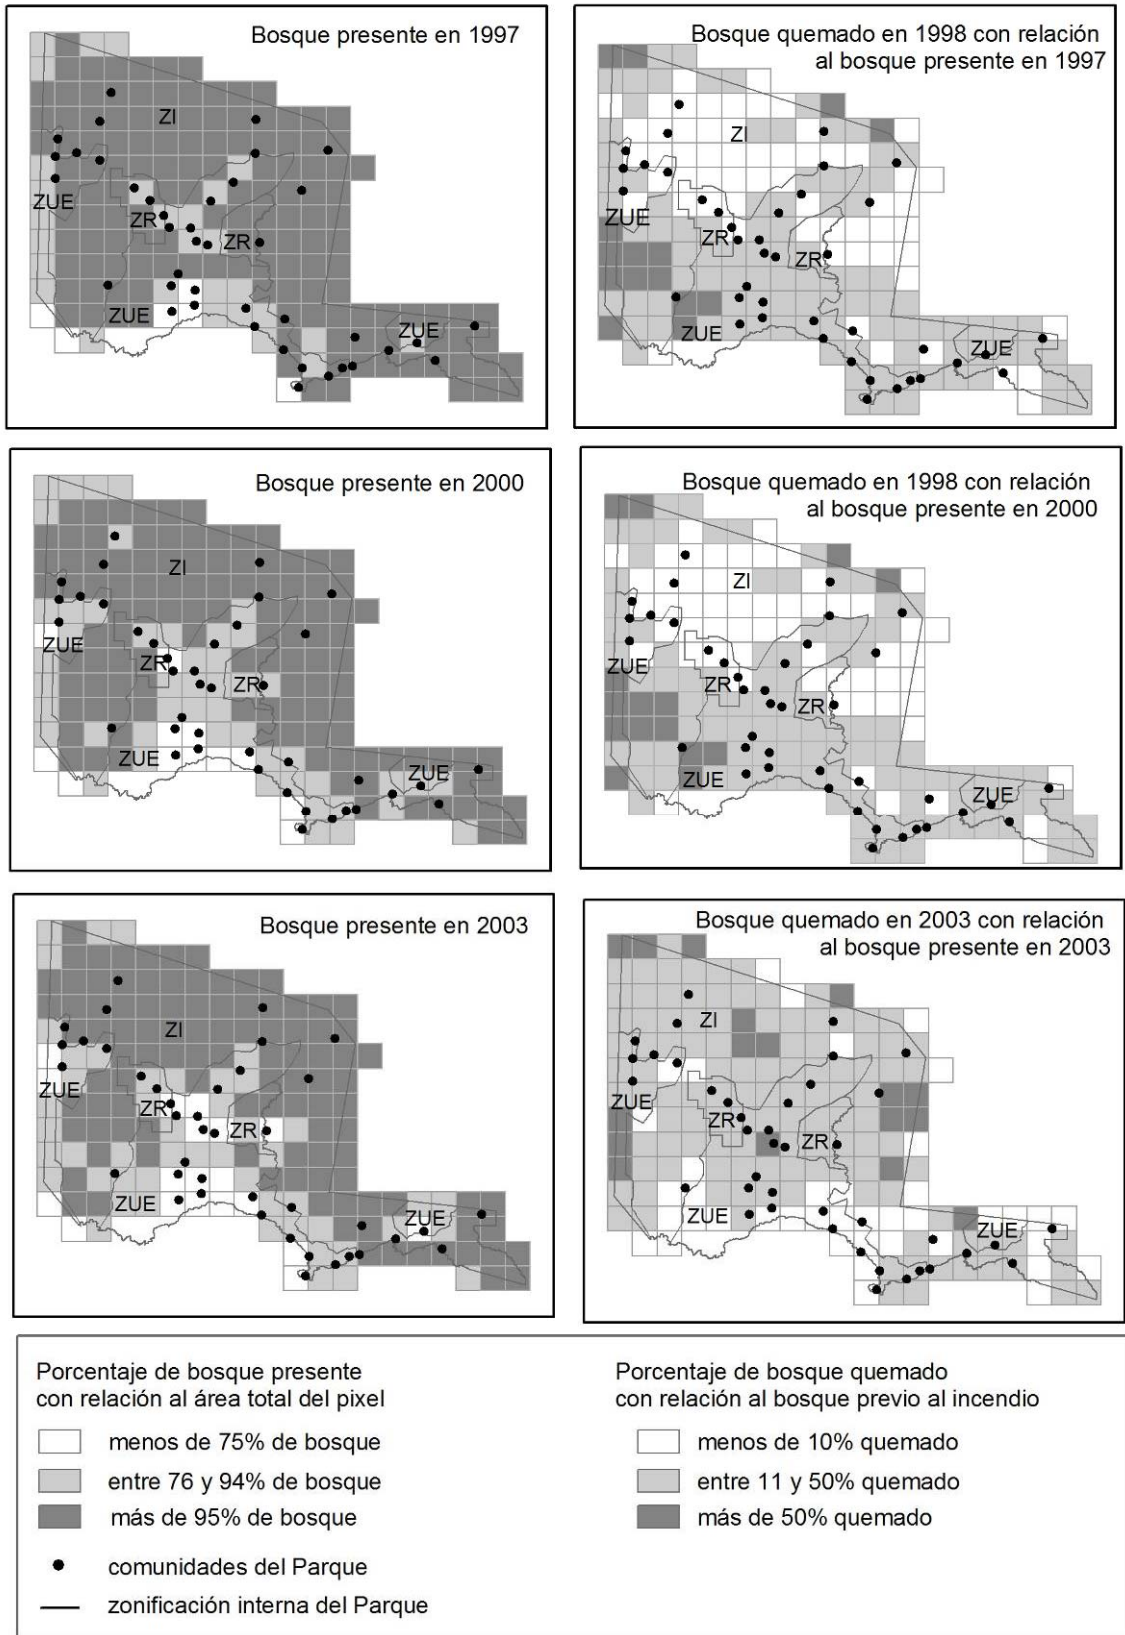 Bosque presente en 1997
ZI
ZUE
ZR
ZR
ZUE
ZUE
Bosque quemado en 1998 con relación
al bosque presente en 1997
ZI
ZUE
ZR
ZR
ZUE
ZUE
Bosque presente en 2000
ZI
ZUE
ZR
ZR
ZUE
ZUE
Bosque quemado en 1998 con relación
al bosque presente en 2000
ZI
ZUE
ZR
ZR
ZUE
ZUE
Bosque presente en 2003
ZI
ZUE
ZR
ZR
ZUE
ZUE
Bosque quemado en 2003 con relación
al bosque presente en 2003
ZI
ZUE
ZR
ZR
ZUE
ZUE
Porcentaje de bosque presente
con relación al área total del pixel
menos de 75% de bosque
entre 76 y 94% de bosque
más de 95% de bosque
comunidades del Parque
zonificación interna del Parque
Porcentaje de bosque quemado
con relación al bosque previo al incendio
menos de 10% quemado
entre 11 y 50% quemado
más de 50% quemado